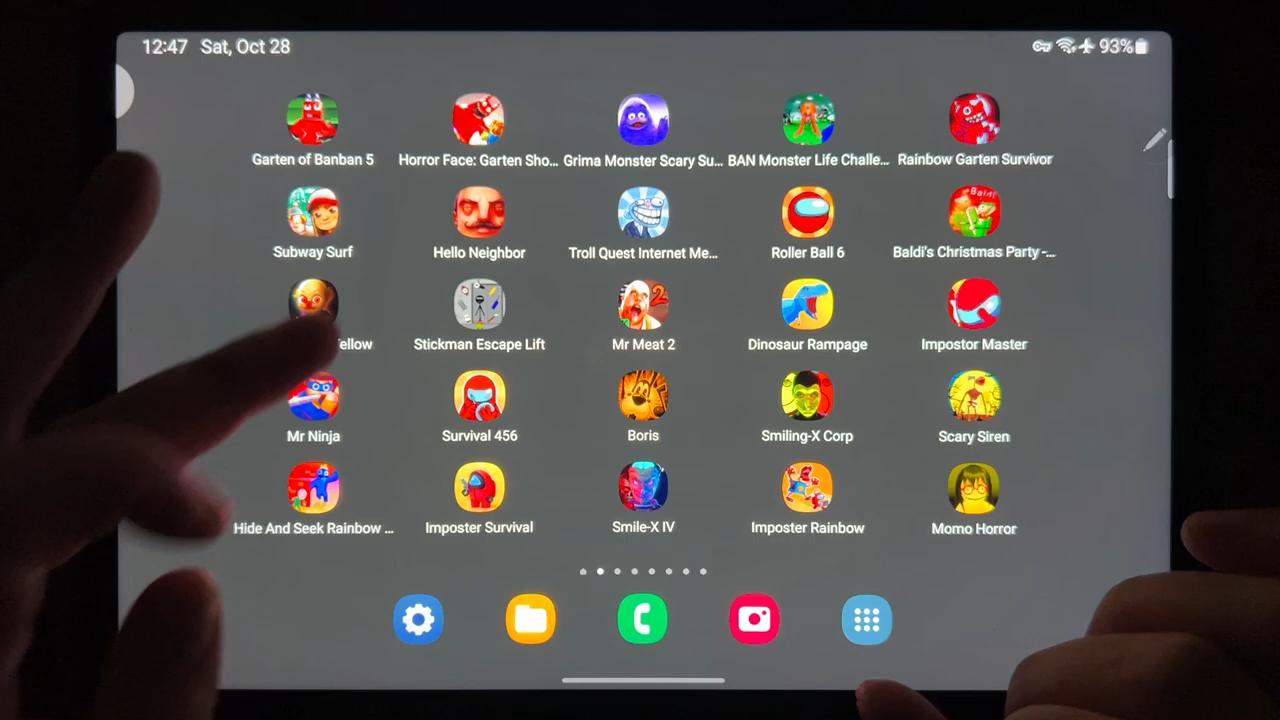 12:47 Sat, Oct 28 93%
Garten of Banban 5 Horror Face: Garten Sho... Grima Monster Scary Su... BAN Monster Life Challe... Rainbow Garten Survivor
Subway Surf Hello Neighbor Troll Quest Internet Me... Roller Ball 6 Baldi's Christmas Party -...
Stickman Escape Lift Mr Meat 2 Dinosaur Rampage Impostor Master
Mr Ninja Survival 456 Boris Smiling-X Corp Scary Siren
Hide And Seek Rainbow ... Imposter Survival Smile-X IV Imposter Rainbow Momo Horror